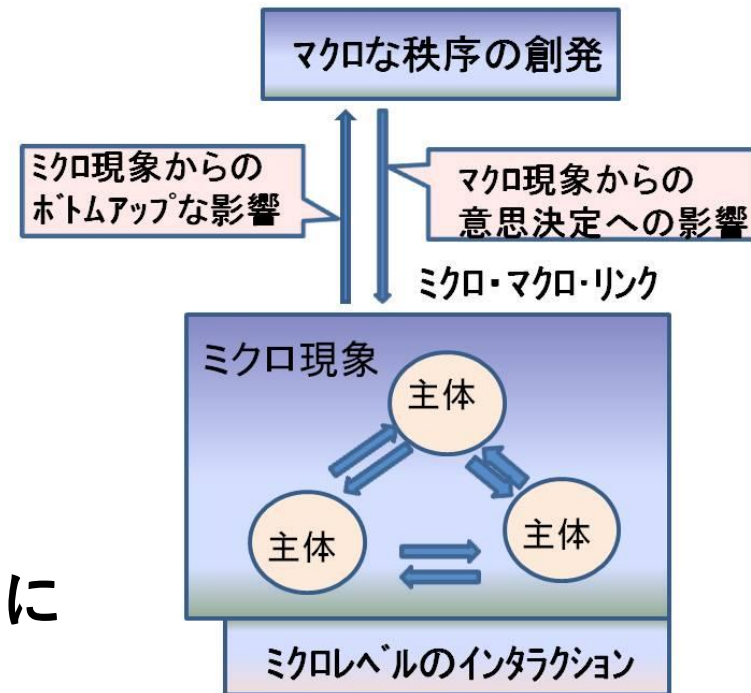 マクロな秩序の創発
ミクロ現象からの
ボトムアップな影響
マクロ現象からの
意思決定への影響
ミクロ・マクロ・リンク
ミクロ現象
主体
主体
主体
に
ミクロレベルのインタラクション